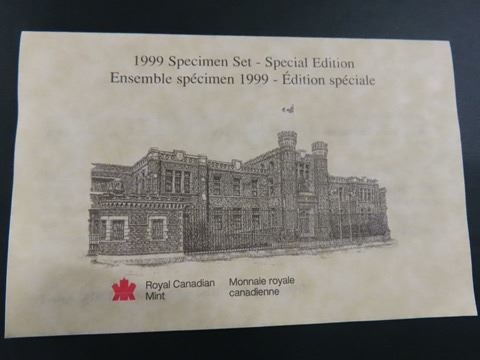 1999 Specimen Set - Special Edition
Ensemble spécimen 1999 - Édition spéciale
Royal Canadian Mint
Monnaie royale canadienne